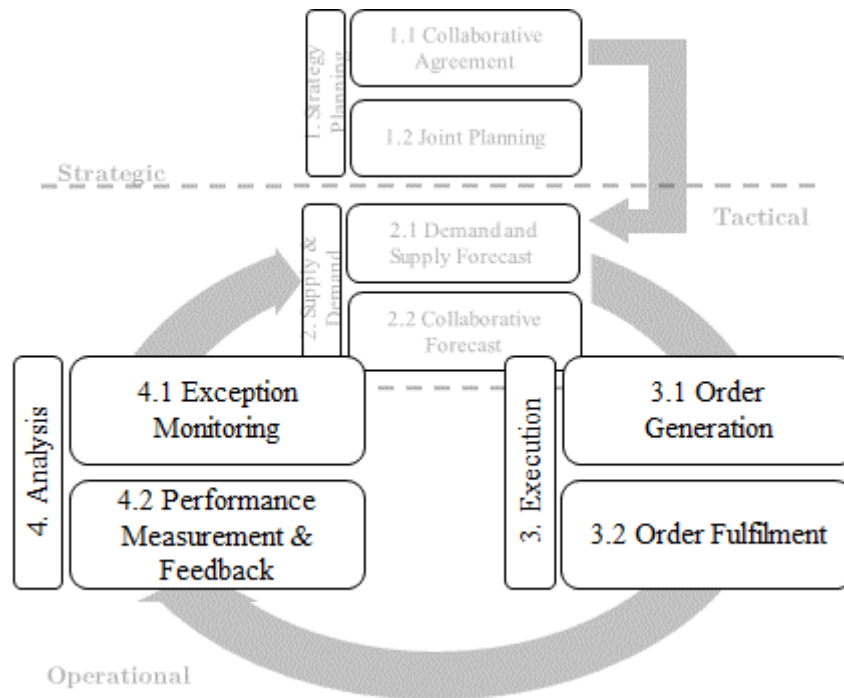 1. Strategy
Planning
1.1 Collaborative
Agreement
1.2 Joint Planning
Strategic
Tactical
2. Supply &
Demand
2.1 Demand and
Supply Forecast
2.2 Collaborative
Forecast
4. Analysis
4.1 Exception
Monitoring
4.2 Performance
Measurement &
Feedback
3. Execution
3.1 Order
Generation
3.2 Order Fulfilment
Operational